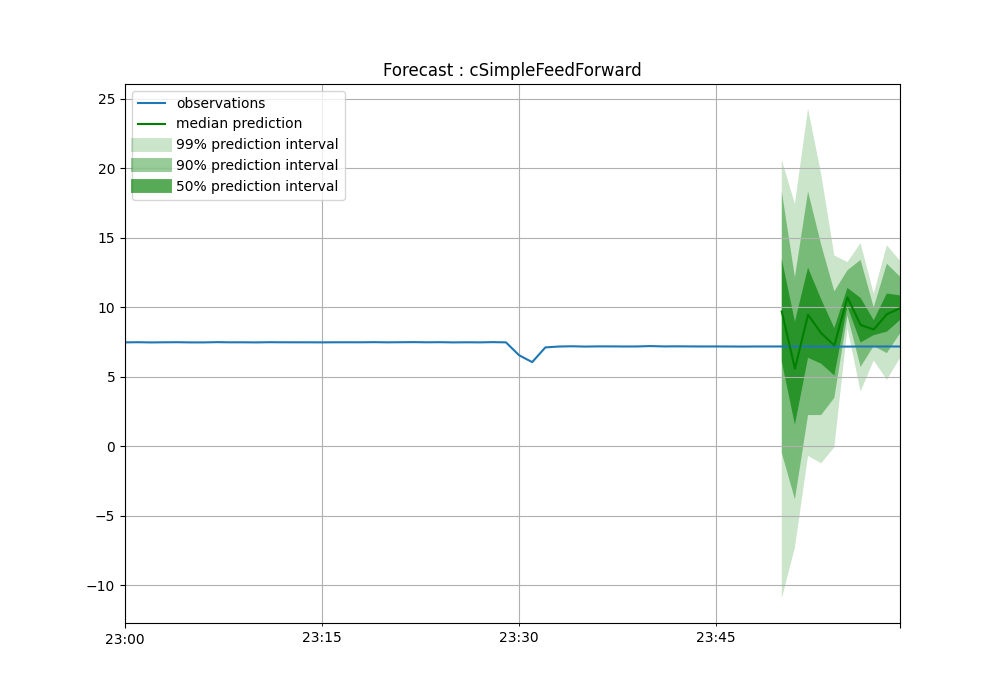 Forecast : cSimpleFeedForward
observations
median prediction
99% prediction interval
90% prediction interval
50% prediction interval
25
20
15
10
5
0
−5
−10
23:00
23:15
23:30
23:45